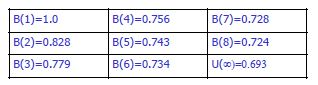 B(1)=1.0 B(4)=0.756 B(7)=0.728
B(2)=0.828 B(5)=0.743 B(8)=0.724
B(3)=0.779 B(6)=0.734 U(∞)=0.693